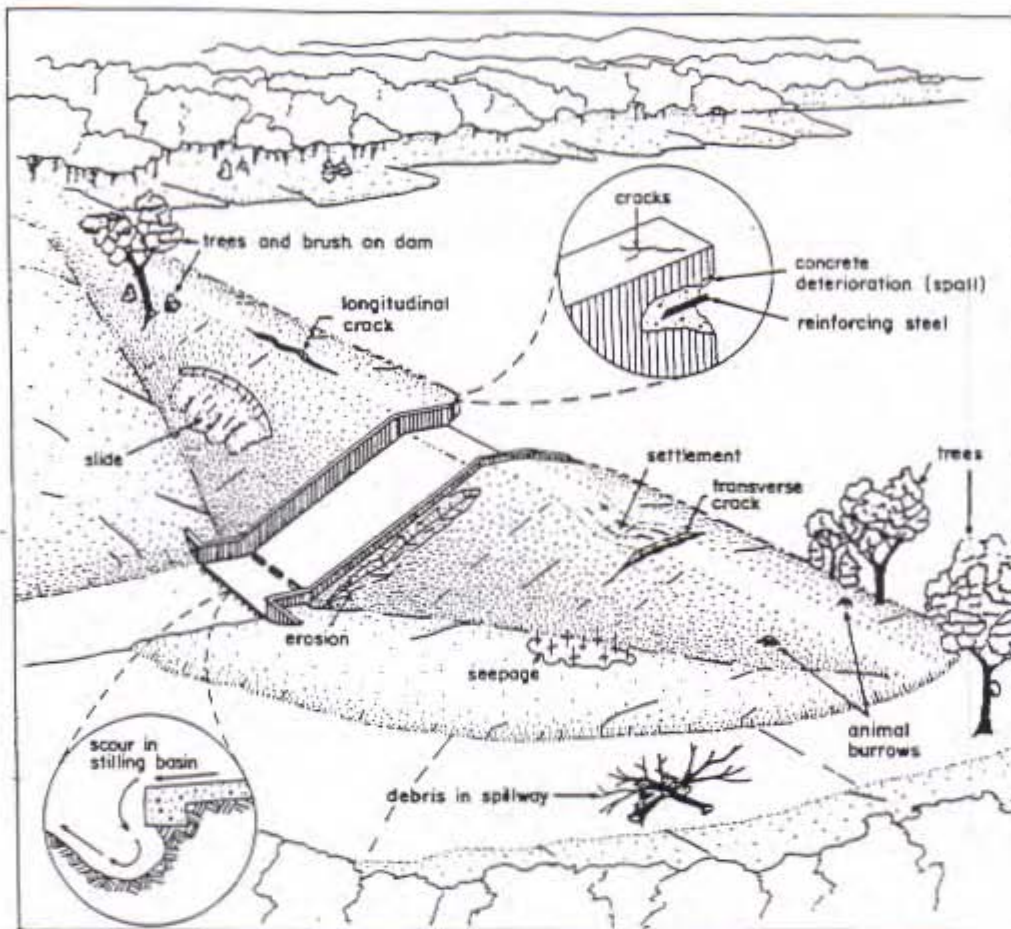 cracks
concrete
deterioration (spall)
reinforcing steel
trees and brush on dam
longitudinal
crack
slide
settlement
transverse
crack
trees
erosion
seepage
animal
burrows
scour in
stilling basin
debris in spillway